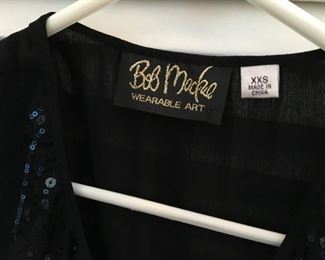 Bob Mackie
WEARABLE ART
XXS
MADE IN
CHINA